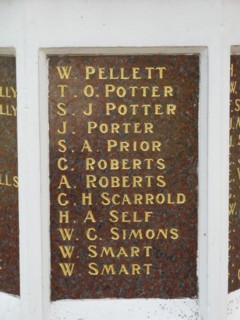 W. PELLETT
T. O. POTTER
S. J POTTER
J. PORTER
S. A. PRIOR
C. ROBERTS
A. ROBERTS
G. H SCARROLD
H. A. SELF
W. G. SIMONS
W. SMART
W SMART